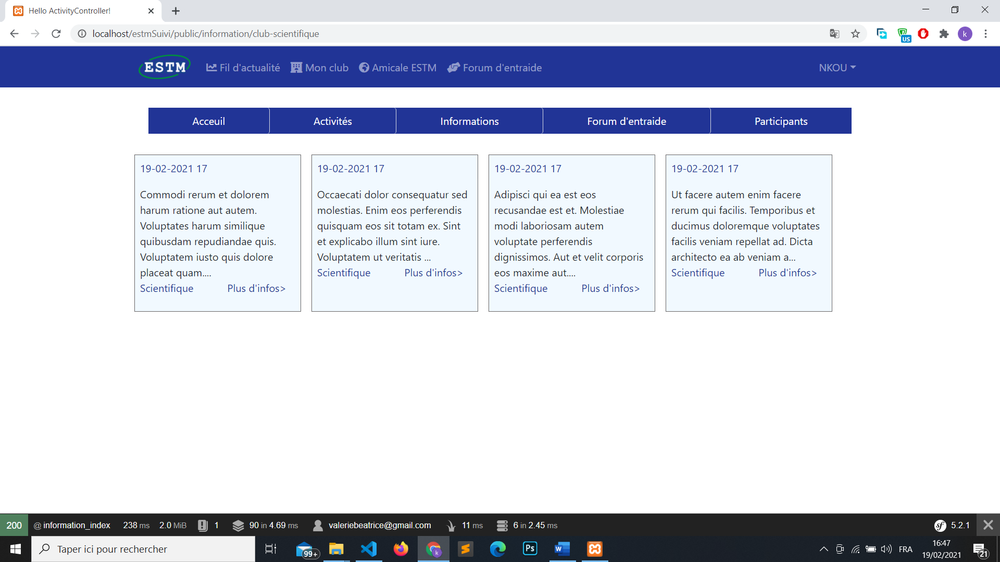 Hello ActivityController!
localhost/estmSuivi/public/information/club-scientifique
US
k
ESTM
Fil d'actualité
Mon club
Amicale ESTM
Forum d'entraide
NKOU
Acceuil
Activités
Informations
Forum d'entraide
Participants
19-02-2021 17
Commodi rerum et dolorem
harum ratione aut autem.
Voluptates harum similique
quibusdam repudiandae quis.
Voluptatem iusto quis dolore
placeat quam....
Scientifique Plus d'infos>
19-02-2021 17
Occaecati dolor consequatur sed
molestias. Enim eos perferendis
quisquam eos sit totam ex. Sint
et explicabo illum sint iure.
Voluptatem ut veritatis ...
Scientifique Plus d'infos>
19-02-2021 17
Adipisci qui ea est eos
recusandae est et. Molestiae
modi laboriosam autem
voluptate perferendis
dignissimos. Aut et velit corporis
eos maxime aut....
Scientifique Plus d'infos>
19-02-2021 17
Ut facere autem enim facere
rerum qui facilis. Temporibus et
ducimus doloremque voluptates
facilis veniam repellat ad. Dicta
architecto ea ab veniam a...
Scientifique Plus d'infos>
200 @ information_index 238 ms 2.0 MiB 1 90 in 4.69 ms valeriebeatrice@gmail.com 11 ms 6 in 2.45 ms sf 5.2.1
Taper ici pour rechercher
99+
k
Ps
W
FRA
16:47
19/02/2021
21